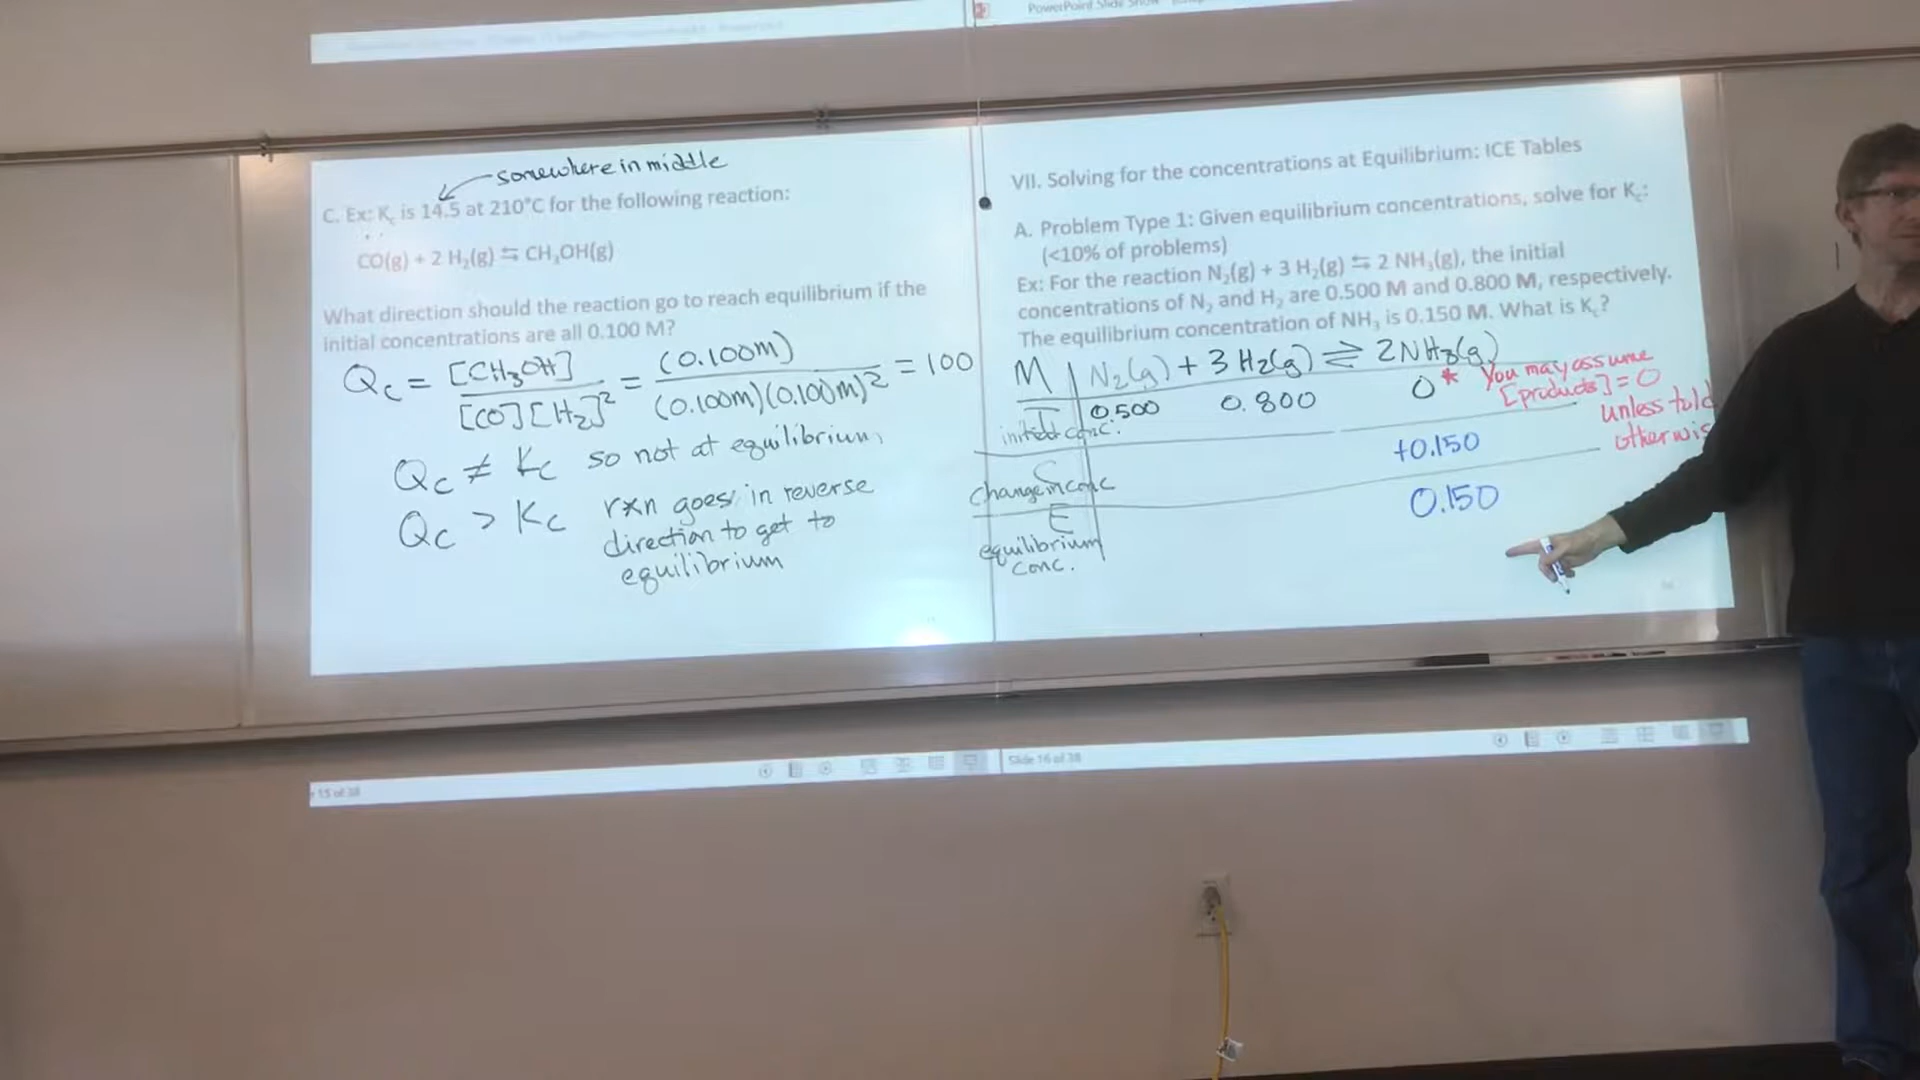 PowerPoint Slide Show
somewhere in middle
C. Ex: Kc is 14.5 at 210°C for the following reaction:
CO(g) + 2 H₂(g) ⇆ CH₃OH(g)
What direction should the reaction go to reach equilibrium if the
initial concentrations are all 0.100 M?
Qc = [CH₃OH] / [CO][H₂]² = (0.100M) / (0.100M)(0.100M)² = 100
Qc ≠ Kc so not at equilibrium,
Qc > Kc rxn goes in reverse
direction to get to
equilibrium
VII. Solving for the concentrations at Equilibrium: ICE Tables
A. Problem Type 1: Given equilibrium concentrations, solve for Kc:
(<10% of problems)
Ex: For the reaction N₂(g) + 3 H₂(g) ⇆ 2 NH₃(g), the initial
concentrations of N₂ and H₂ are 0.500 M and 0.800 M, respectively.
The equilibrium concentration of NH₃ is 0.150 M. What is Kc?
M N₂(g) + 3 H₂(g) ⇌ 2NH₃(g)
I 0.500 0.800 0*
initial conc.
You may assume
[products] = 0
unless told
otherwis
C +0.150
change in conc
E 0.150
equilibrium
conc.
15 of 38
Slide 16 of 38